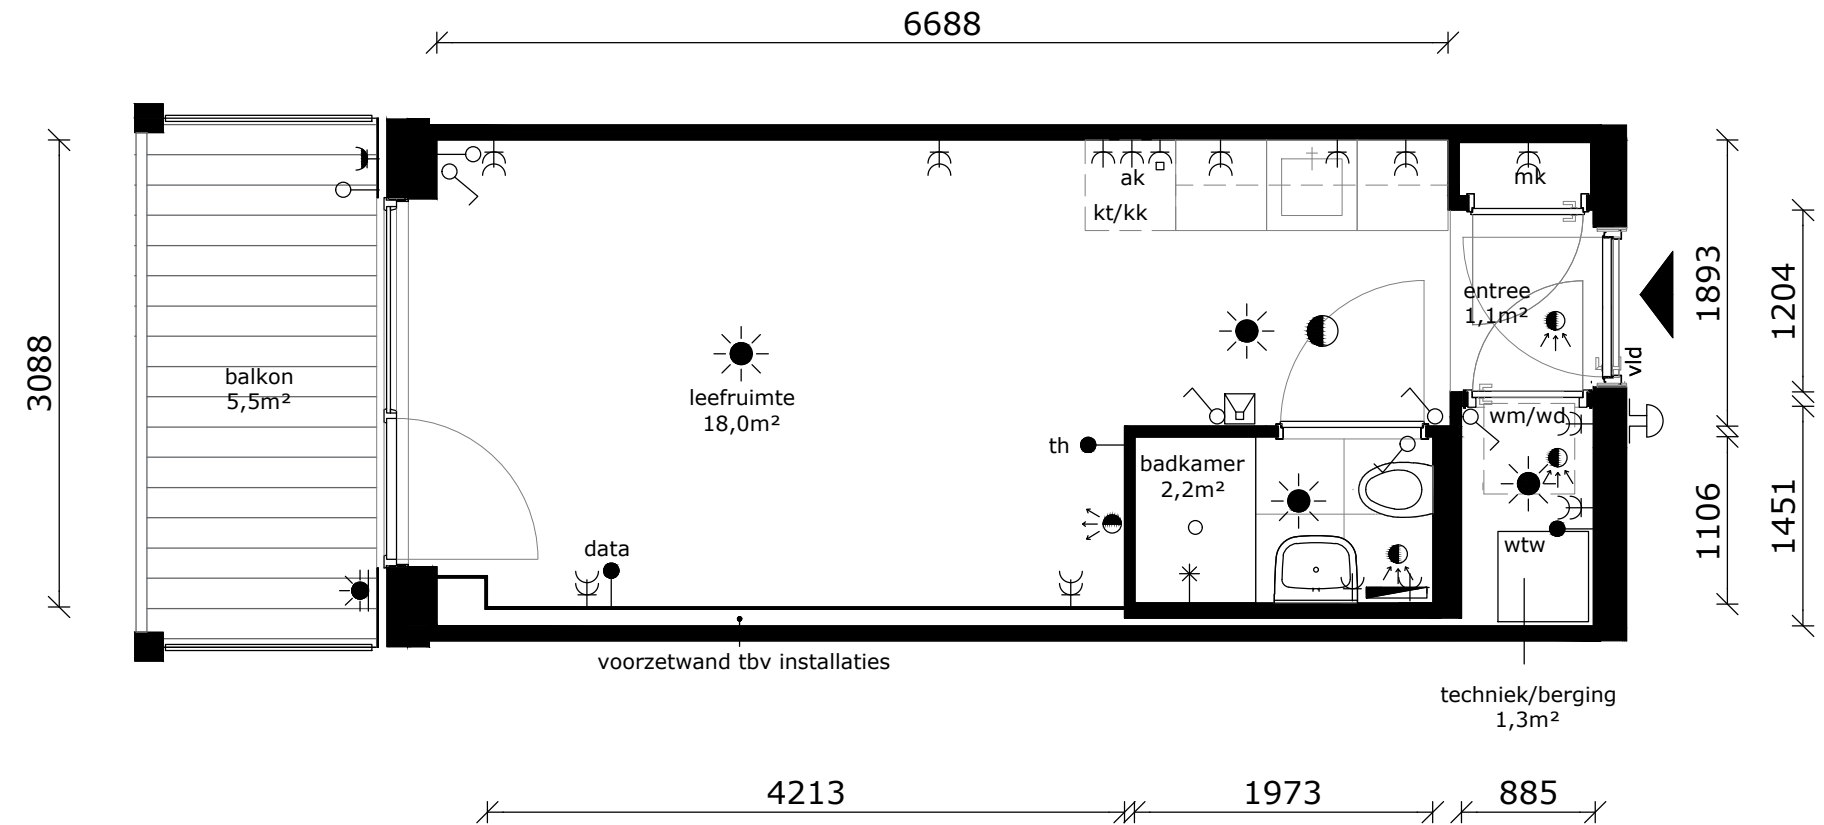 6688
ak
mk
kt/kk
entree
1,1m²
3088
1893
1204
vld
balkon
5,5m²
leefruimte
18,0m²
wm/wd
th
badkamer
2,2m²
1106
1451
data
wtw
voorzetwand tbv installaties
techniek/berging
1,3m²
4213
1973
885